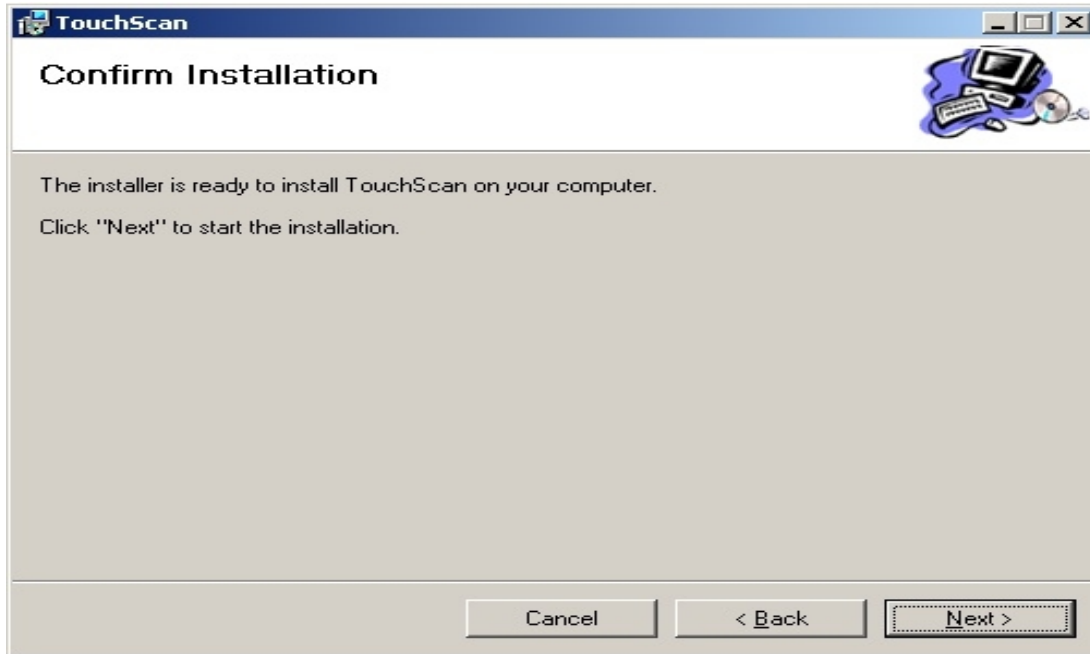 TouchScan
Confirm Installation
The installer is ready to install TouchScan on your computer.
Click "Next" to start the installation.
Cancel
< Back
Next >